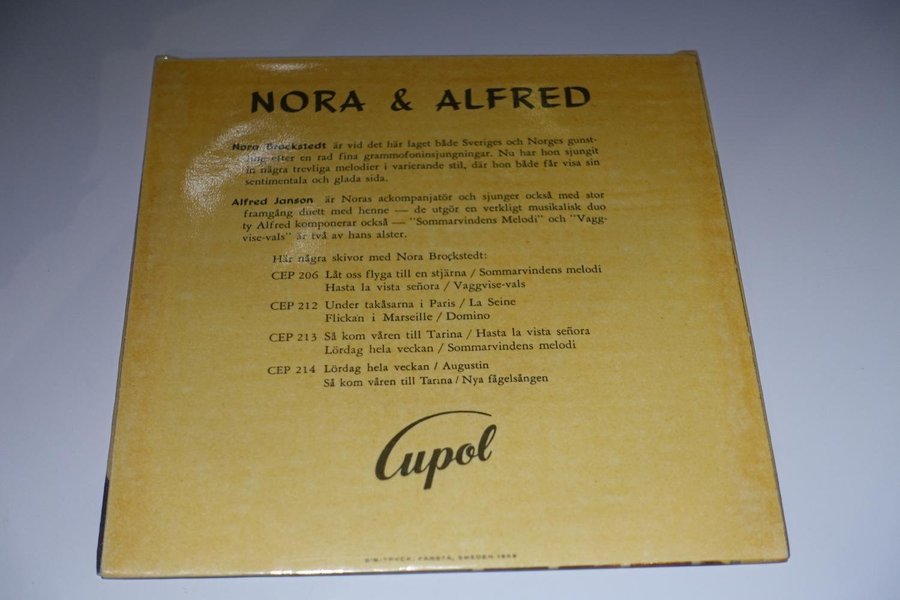 NORA & ALFRED
Nora Brockstedt är vid det här laget både Sveriges och Norges gunst-
ling efter en rad fina grammofoninsjungningar. Nu har hon sjungit
in några trevliga melodier i varierande stil, där hon både får visa sin
sentimentala och glada sida.
Alfred Janson är Noras ackompanjatör och sjunger också med stor
framgång duett med henne — de utgör en verkligt musikalisk duo
ty Alfred komponerar också — "Sommarvindens Melodi" och "Vagg-
vise-vals" är två av hans alster.
Här några skivor med Nora Brockstedt:
CEP 206 Låt oss flyga till en stjärna / Sommarvindens melodi
Hasta la vista señora / Vaggvise-vals
CEP 212 Under takåsarna i Paris / La Seine
Flickan i Marseille / Domino
CEP 213 Så kom våren till Tarina / Hasta la vista señora
Lördag hela veckan / Sommarvindens melodi
CEP 214 Lördag hela veckan / Augustin
Så kom våren till Tarina / Nya fågelsången
Cupol
TRYCK, FARSTA, SWEDEN